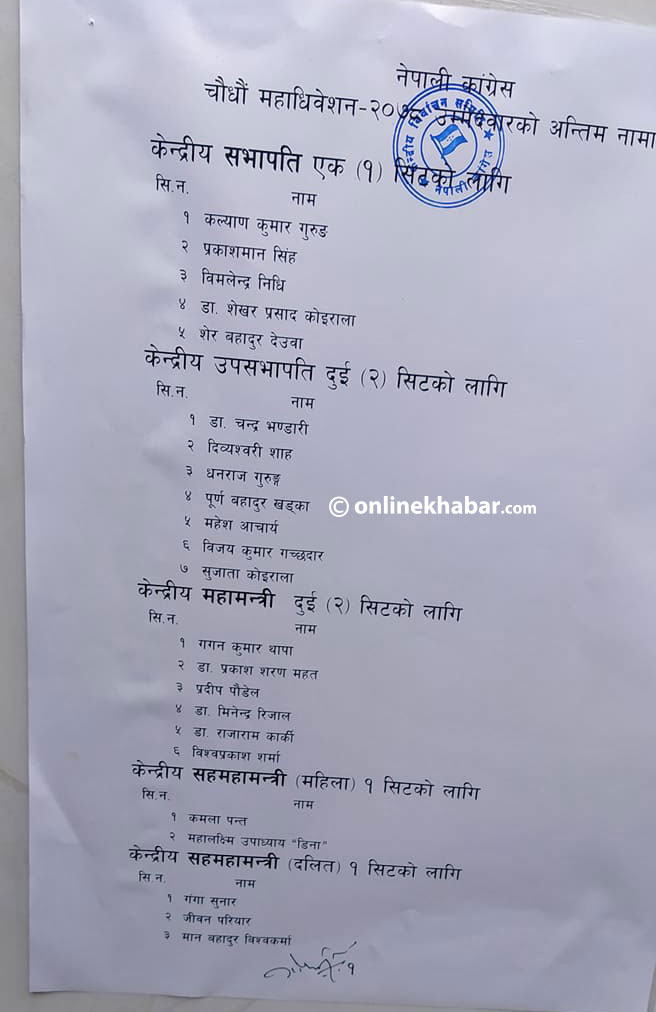 नेपाली कांग्रेस
चौधौं महाधिवेशन-२०७८ उम्मेदवारको अन्तिम नामा
केन्द्रीय सभापति एक (१) सिटको लागि
सि.न. नाम
१ कल्याण कुमार गुरुङ
२ प्रकाशमान सिंह
३ विमलेन्द्र निधि
४ डा. शेखर प्रसाद कोइराला
५ शेर बहादुर देउवा
केन्द्रीय उपसभापति दुई (२) सिटको लागि
सि.न. नाम
१ डा. चन्द्र भण्डारी
२ दिव्यश्वरी शाह
३ धनराज गुरुङ्ग
४ पूर्ण बहादुर खड्का
५ महेश आचार्य
६ विजय कुमार गच्छदार
७ सुजाता कोइराला
© onlinekhabar.com
केन्द्रीय महामन्त्री दुई (२) सिटको लागि
सि.न. नाम
१ गगन कुमार थापा
२ डा. प्रकाश शरण महत
३ प्रदीप पौडेल
४ डा. मिनेन्द्र रिजाल
५ डा. राजाराम कार्की
६ विश्वप्रकाश शर्मा
केन्द्रीय सहमहामन्त्री (महिला) १ सिटको लागि
सि.न. नाम
१ कमला पन्त
२ महालक्ष्मि उपाध्याय "डिना"
केन्द्रीय सहमहामन्त्री (दलित) १ सिटको लागि
सि.न. नाम
१ गंगा सुनार
२ जीवन परियार
३ मान बहादुर विश्वकर्मा
१
केन्द्रीय निर्वाचन समिति
नेपाली कांग्रेस